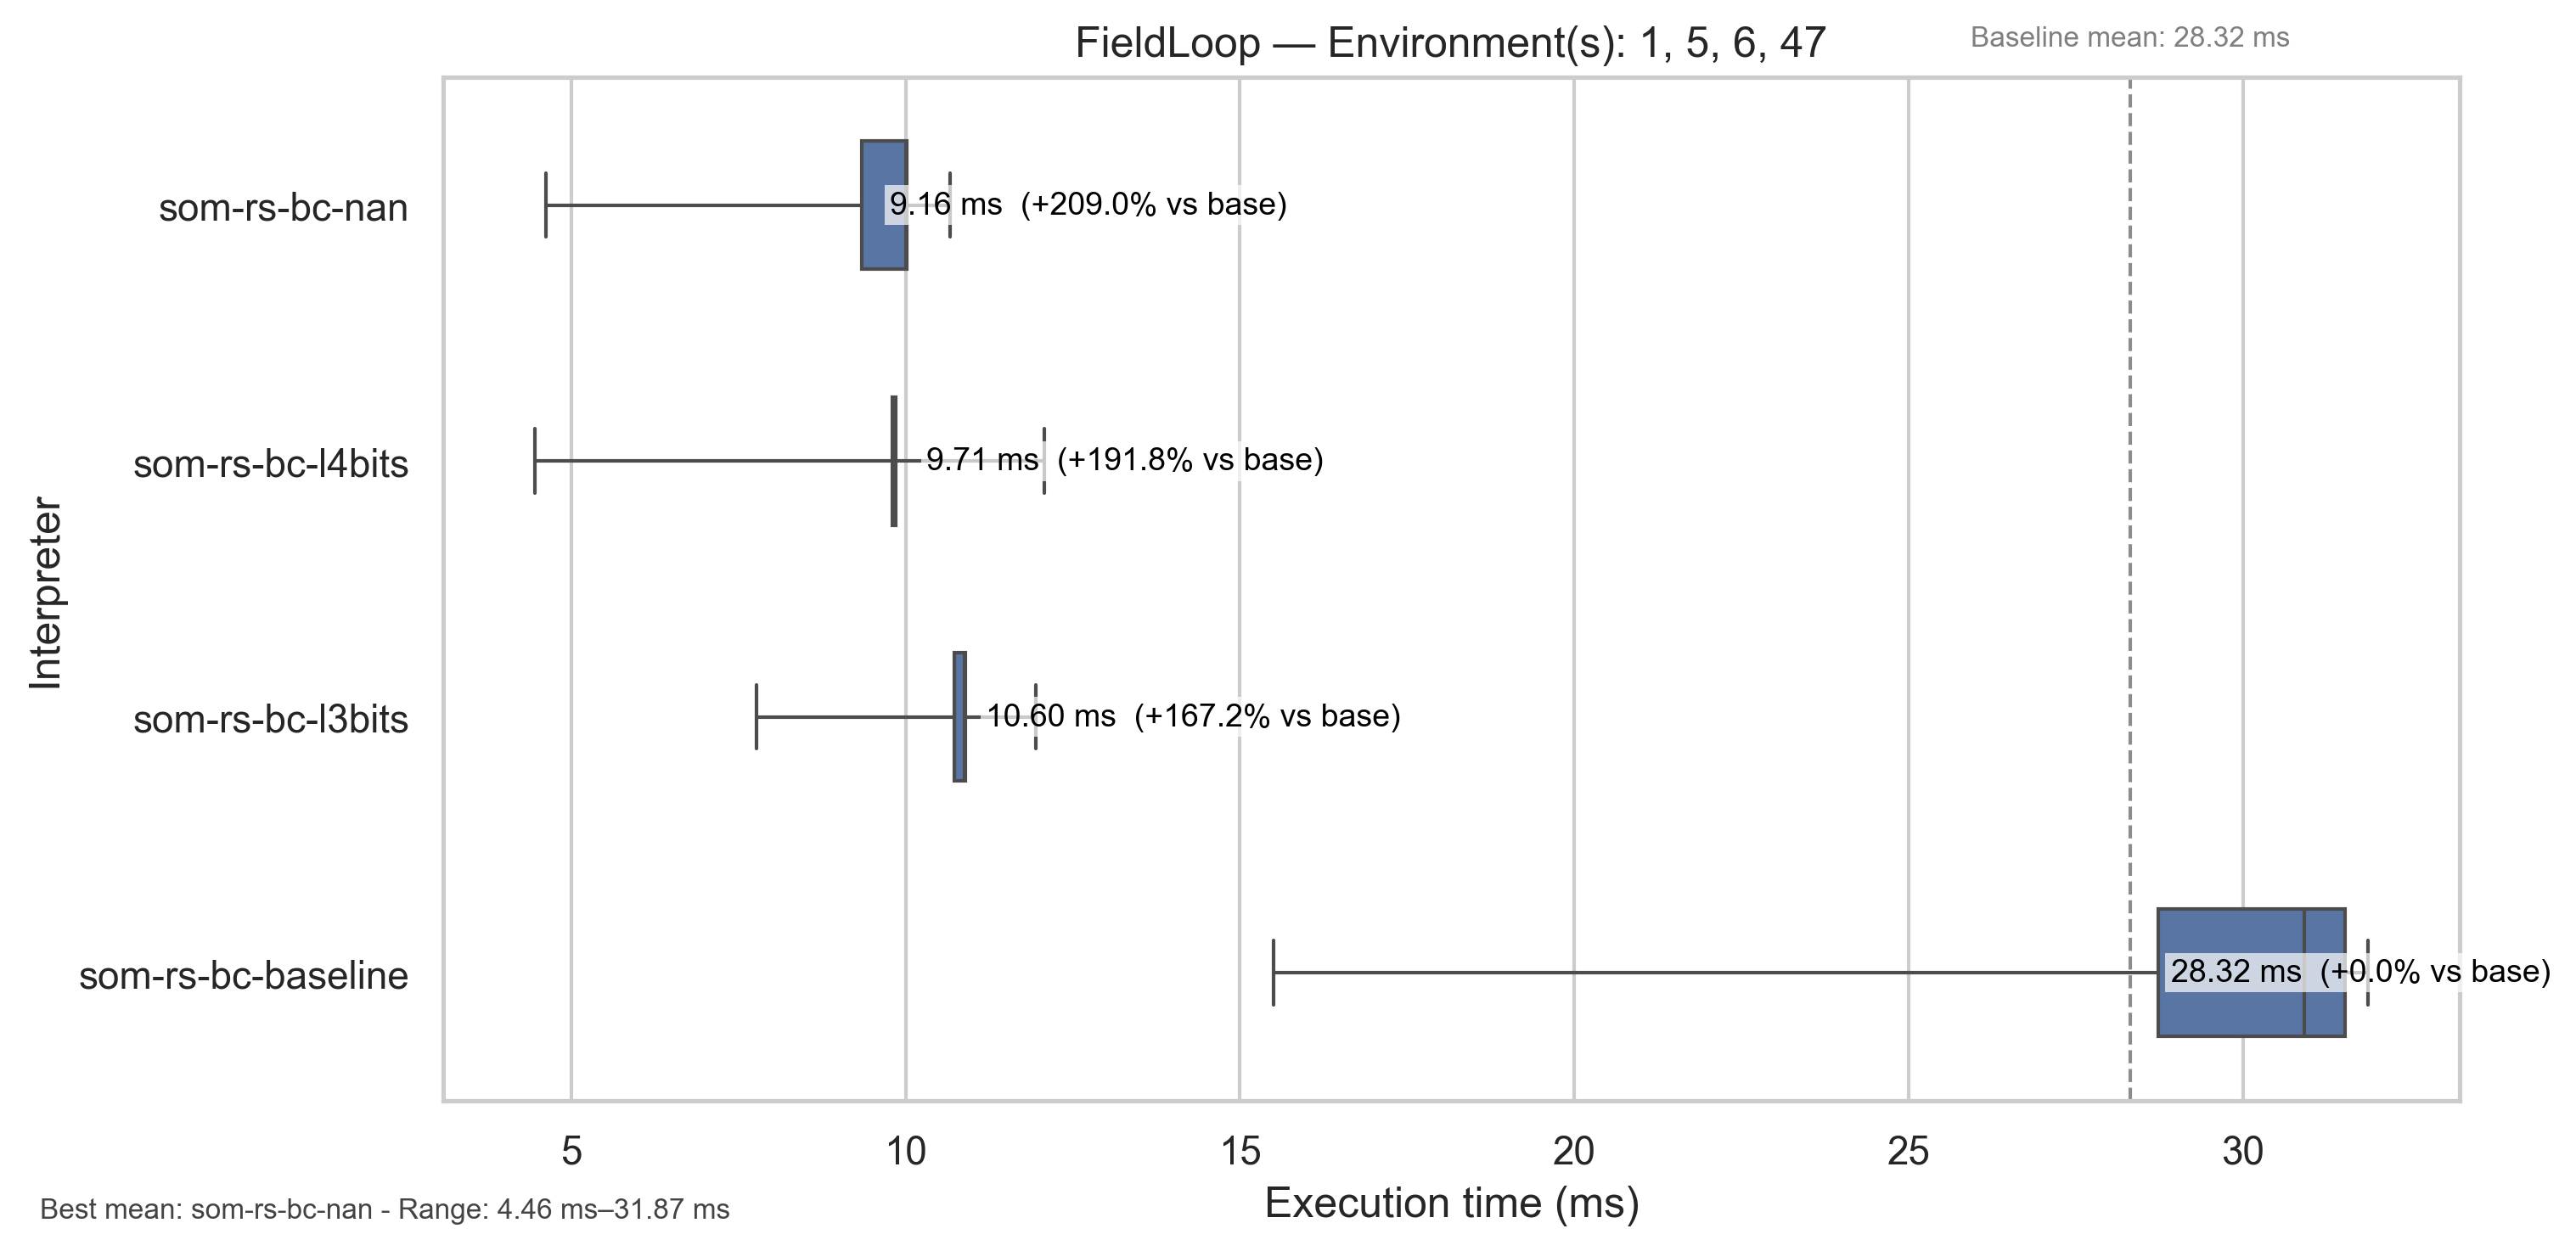 FieldLoop — Environment(s): 1, 5, 6, 47
Baseline mean: 28.32 ms
som-rs-bc-nan
9.16 ms (+209.0% vs base)
som-rs-bc-l4bits
9.71 ms (+191.8% vs base)
Interpreter
som-rs-bc-l3bits
10.60 ms (+167.2% vs base)
som-rs-bc-baseline
28.32 ms (+0.0% vs base)
5 10 15 20 25 30
Execution time (ms)
Best mean: som-rs-bc-nan - Range: 4.46 ms–31.87 ms